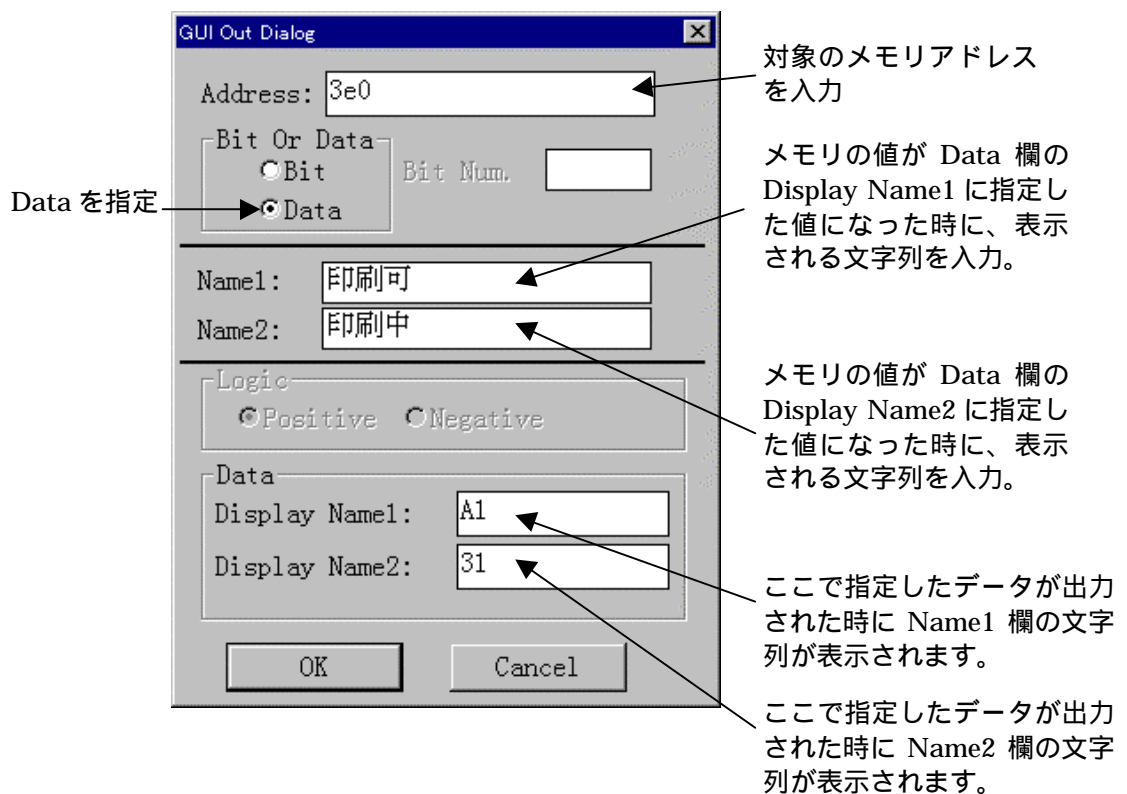 GUI Out Dialog
Address: 3e0
Bit Or Data
Bit
Bit Num.
Data
Name1: 印刷可
Name2: 印刷中
Logic
Positive Negative
Data
Display Name1: A1
Display Name2: 31
OK Cancel
Data を指定
対象のメモリアドレス
を入力
メモリの値が Data 欄の
Display Name1 に指定し
た値になった時に、表示
される文字列を入力。
メモリの値が Data 欄の
Display Name2 に指定し
た値になった時に、表示
される文字列を入力。
ここで指定したデータが出力
された時に Name1 欄の文字
列が表示されます。
ここで指定したデータが出力
された時に Name2 欄の文字
列が表示されます。